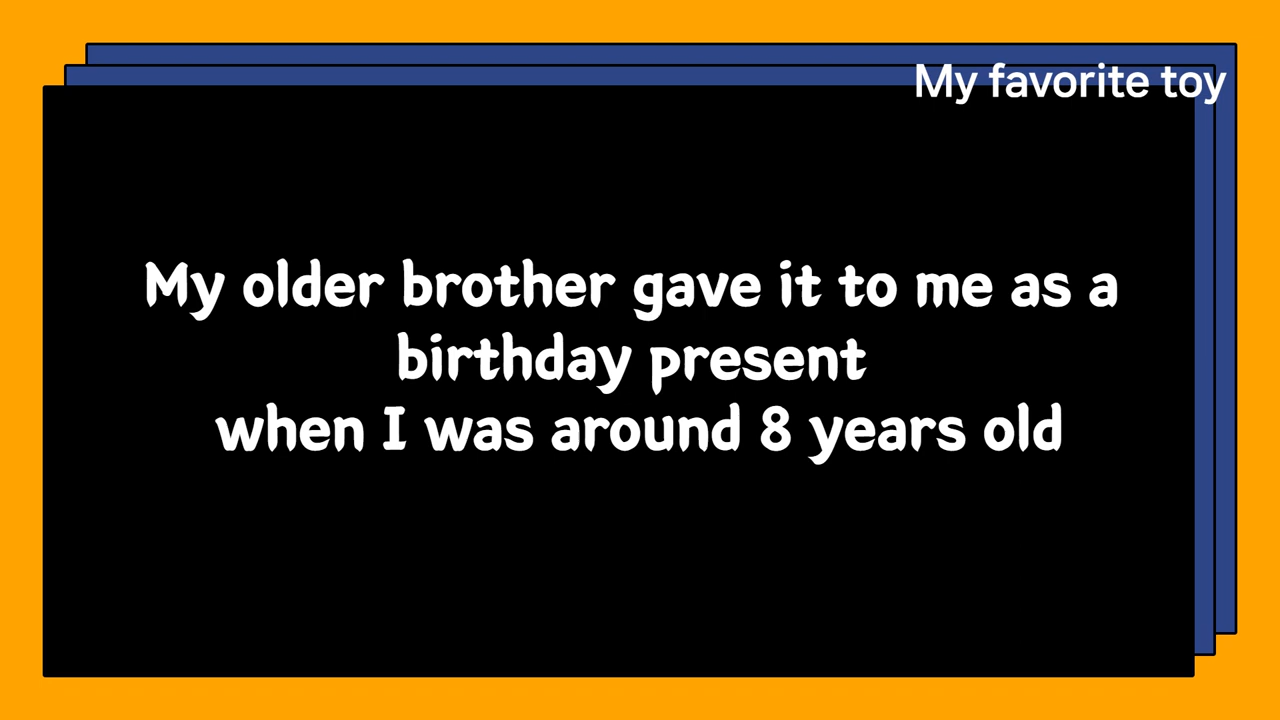 My favorite toy
My older brother gave it to me as a
birthday present
when I was around 8 years old